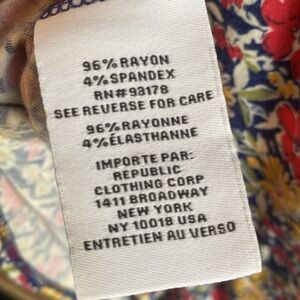 96% RAYON
4% SPANDEX
RN#93178
SEE REVERSE FOR CARE
96% RAYONNE
4% ÉLASTHANNE
IMPORTE PAR:
REPUBLIC
CLOTHING CORP
1411 BROADWAY
NEW YORK
NY 10018 USA
ENTRETIEN AU VERSO